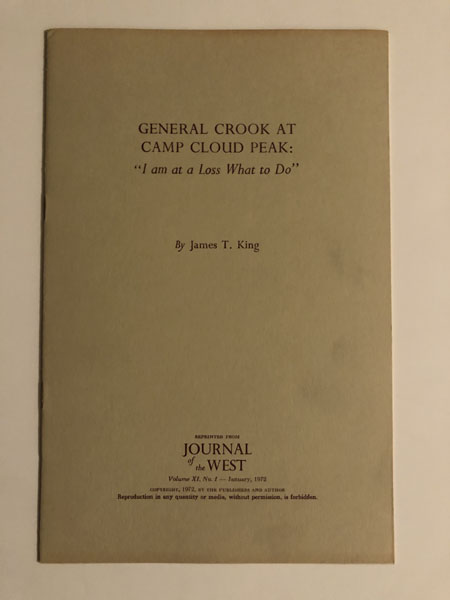 GENERAL CROOK AT
CAMP CLOUD PEAK:
"I am at a Loss What to Do"
By James T. King
REPRINTED FROM
JOURNAL
of
the WEST
Volume XI, No. 1 — January, 1972
COPYRIGHT, 1972, BY THE PUBLISHERS AND AUTHOR
Reproduction in any quantity or media, without permission, is forbidden.